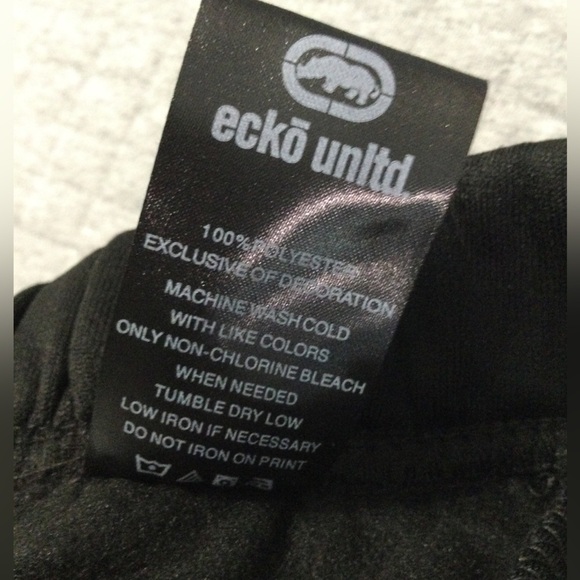 eckō unltd.
100% POLYESTER
EXCLUSIVE OF DECORATION
MACHINE WASH COLD
WITH LIKE COLORS
ONLY NON-CHLORINE BLEACH
WHEN NEEDED
TUMBLE DRY LOW
LOW IRON IF NECESSARY
DO NOT IRON ON PRINT